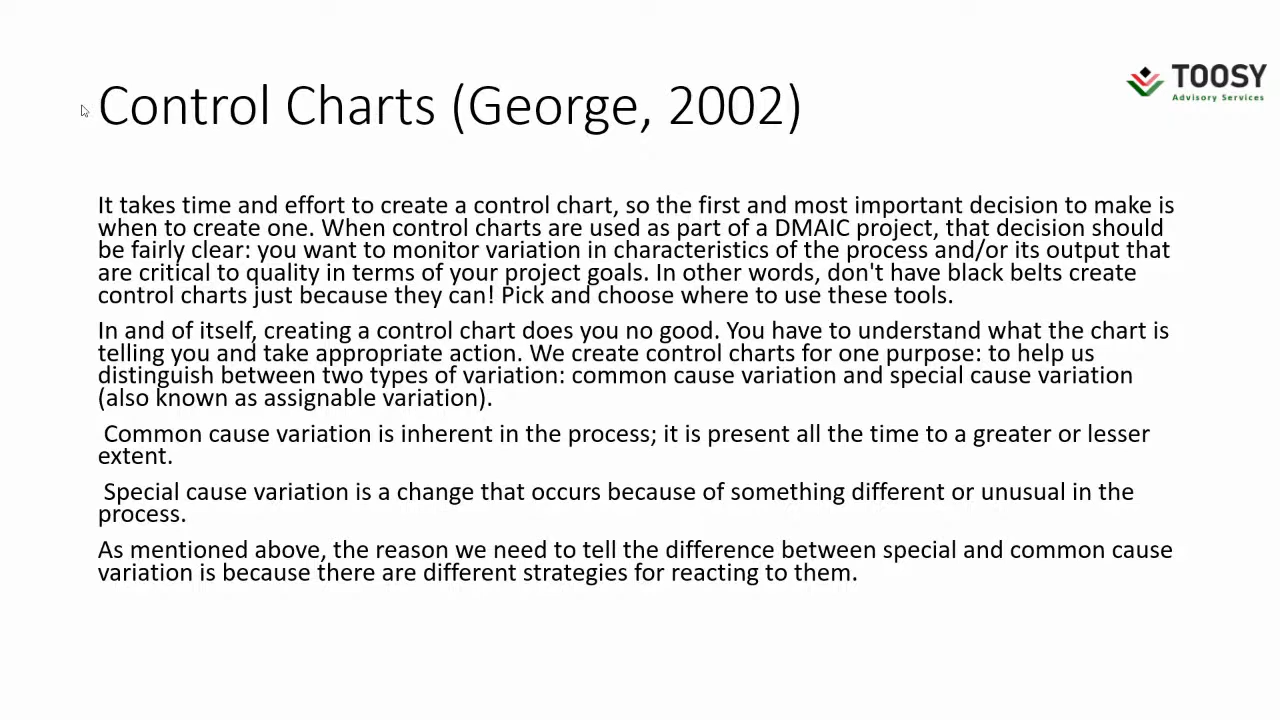 TOOSY
Advisory Services
Control Charts (George, 2002)
It takes time and effort to create a control chart, so the first and most important decision to make is
when to create one. When control charts are used as part of a DMAIC project, that decision should
be fairly clear: you want to monitor variation in characteristics of the process and/or its output that
are critical to quality in terms of your project goals. In other words, don't have black belts create
control charts just because they can! Pick and choose where to use these tools.
In and of itself, creating a control chart does you no good. You have to understand what the chart is
telling you and take appropriate action. We create control charts for one purpose: to help us
distinguish between two types of variation: common cause variation and special cause variation
(also known as assignable variation).
Common cause variation is inherent in the process; it is present all the time to a greater or lesser
extent.
Special cause variation is a change that occurs because of something different or unusual in the
process.
As mentioned above, the reason we need to tell the difference between special and common cause
variation is because there are different strategies for reacting to them.